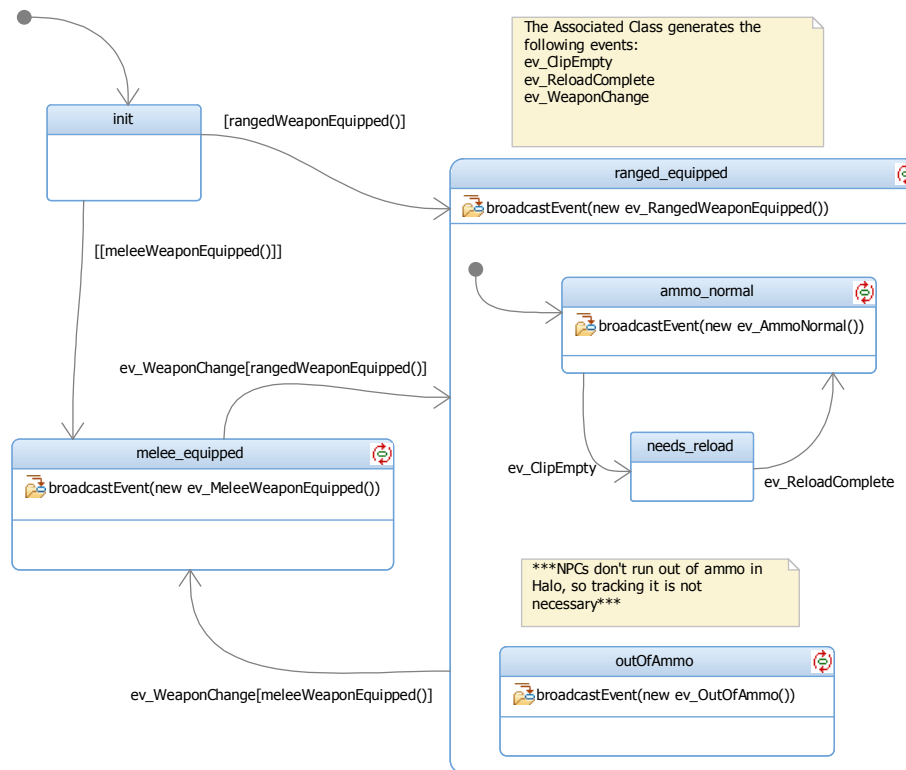 The Associated Class generates the
following events:
ev_ClipEmpty
ev_ReloadComplete
ev_WeaponChange
init
[rangedWeaponEquipped()]
ranged_equipped
broadcastEvent(new ev_RangedWeaponEquipped())
[[meleeWeaponEquipped()]]
ammo_normal
broadcastEvent(new ev_AmmoNormal())
ev_WeaponChange[rangedWeaponEquipped()]
melee_equipped
broadcastEvent(new ev_MeleeWeaponEquipped())
needs_reload
ev_ClipEmpty
ev_ReloadComplete
***NPCs don't run out of ammo in
Halo, so tracking it is not
necessary***
outOfAmmo
broadcastEvent(new ev_OutOfAmmo())
ev_WeaponChange[meleeWeaponEquipped()]